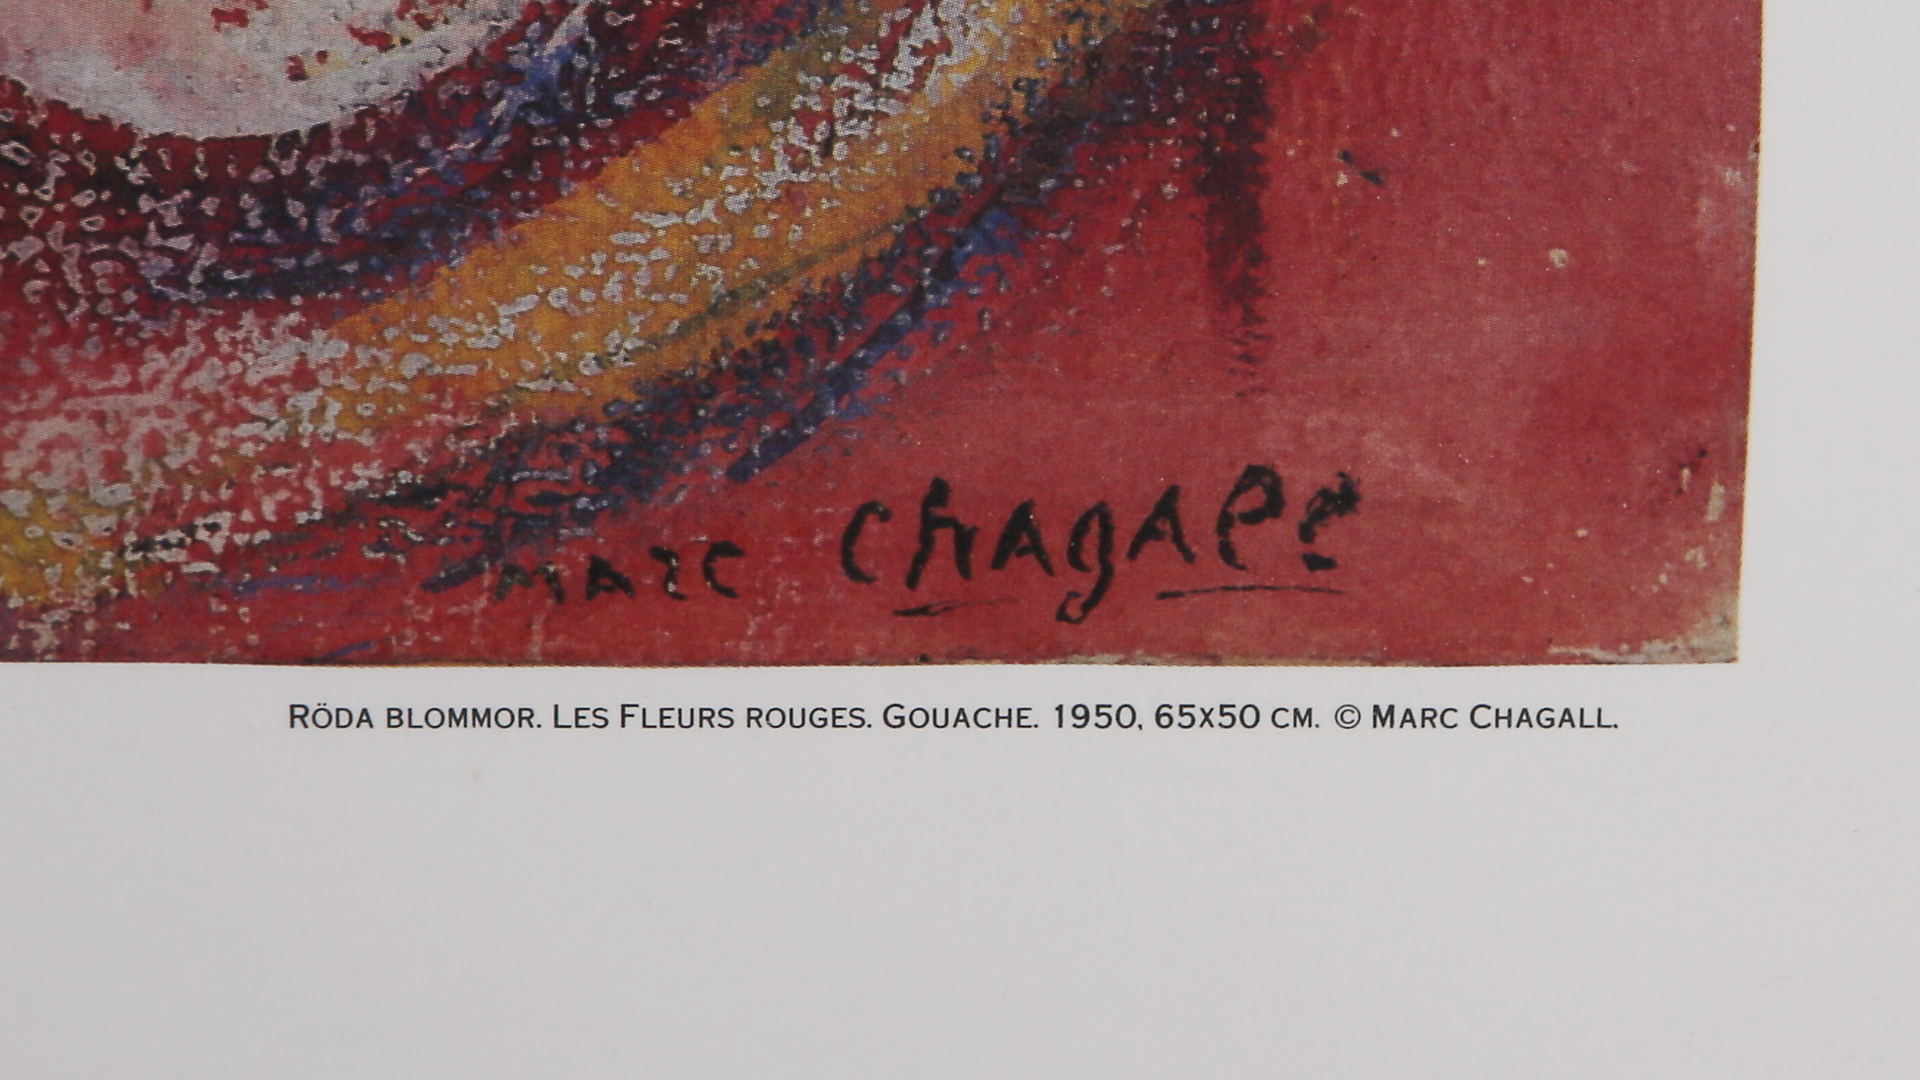 Marc Chagall
RÖDA BLOMMOR. LES FLEURS ROUGES. GOUACHE. 1950, 65X50 CM. © MARC CHAGALL.